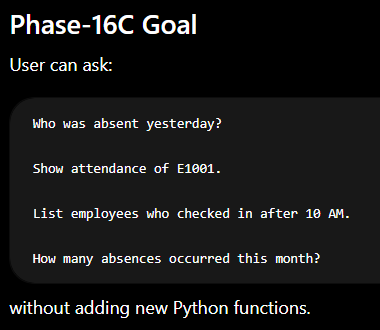 Phase-16C Goal
User can ask:
Who was absent yesterday?
Show attendance of E1001.
List employees who checked in after 10 AM.
How many absences occurred this month?
without adding new Python functions.